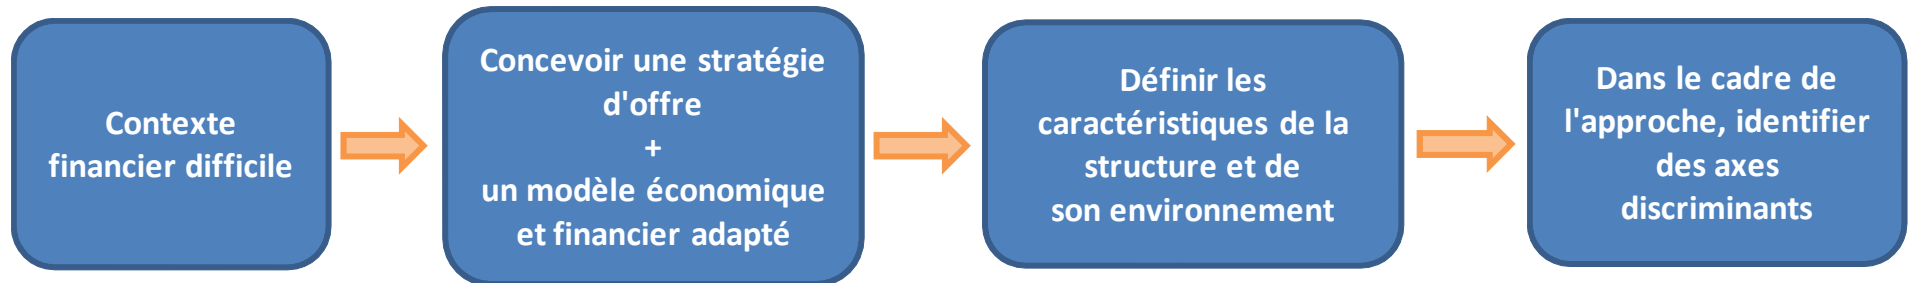 Contexte
financier difficile
Concevoir une stratégie
d'offre
+
un modèle économique
et financier adapté
Définir les
caractéristiques de la
structure et de
son environnement
Dans le cadre de
l'approche, identifier
des axes
discriminants